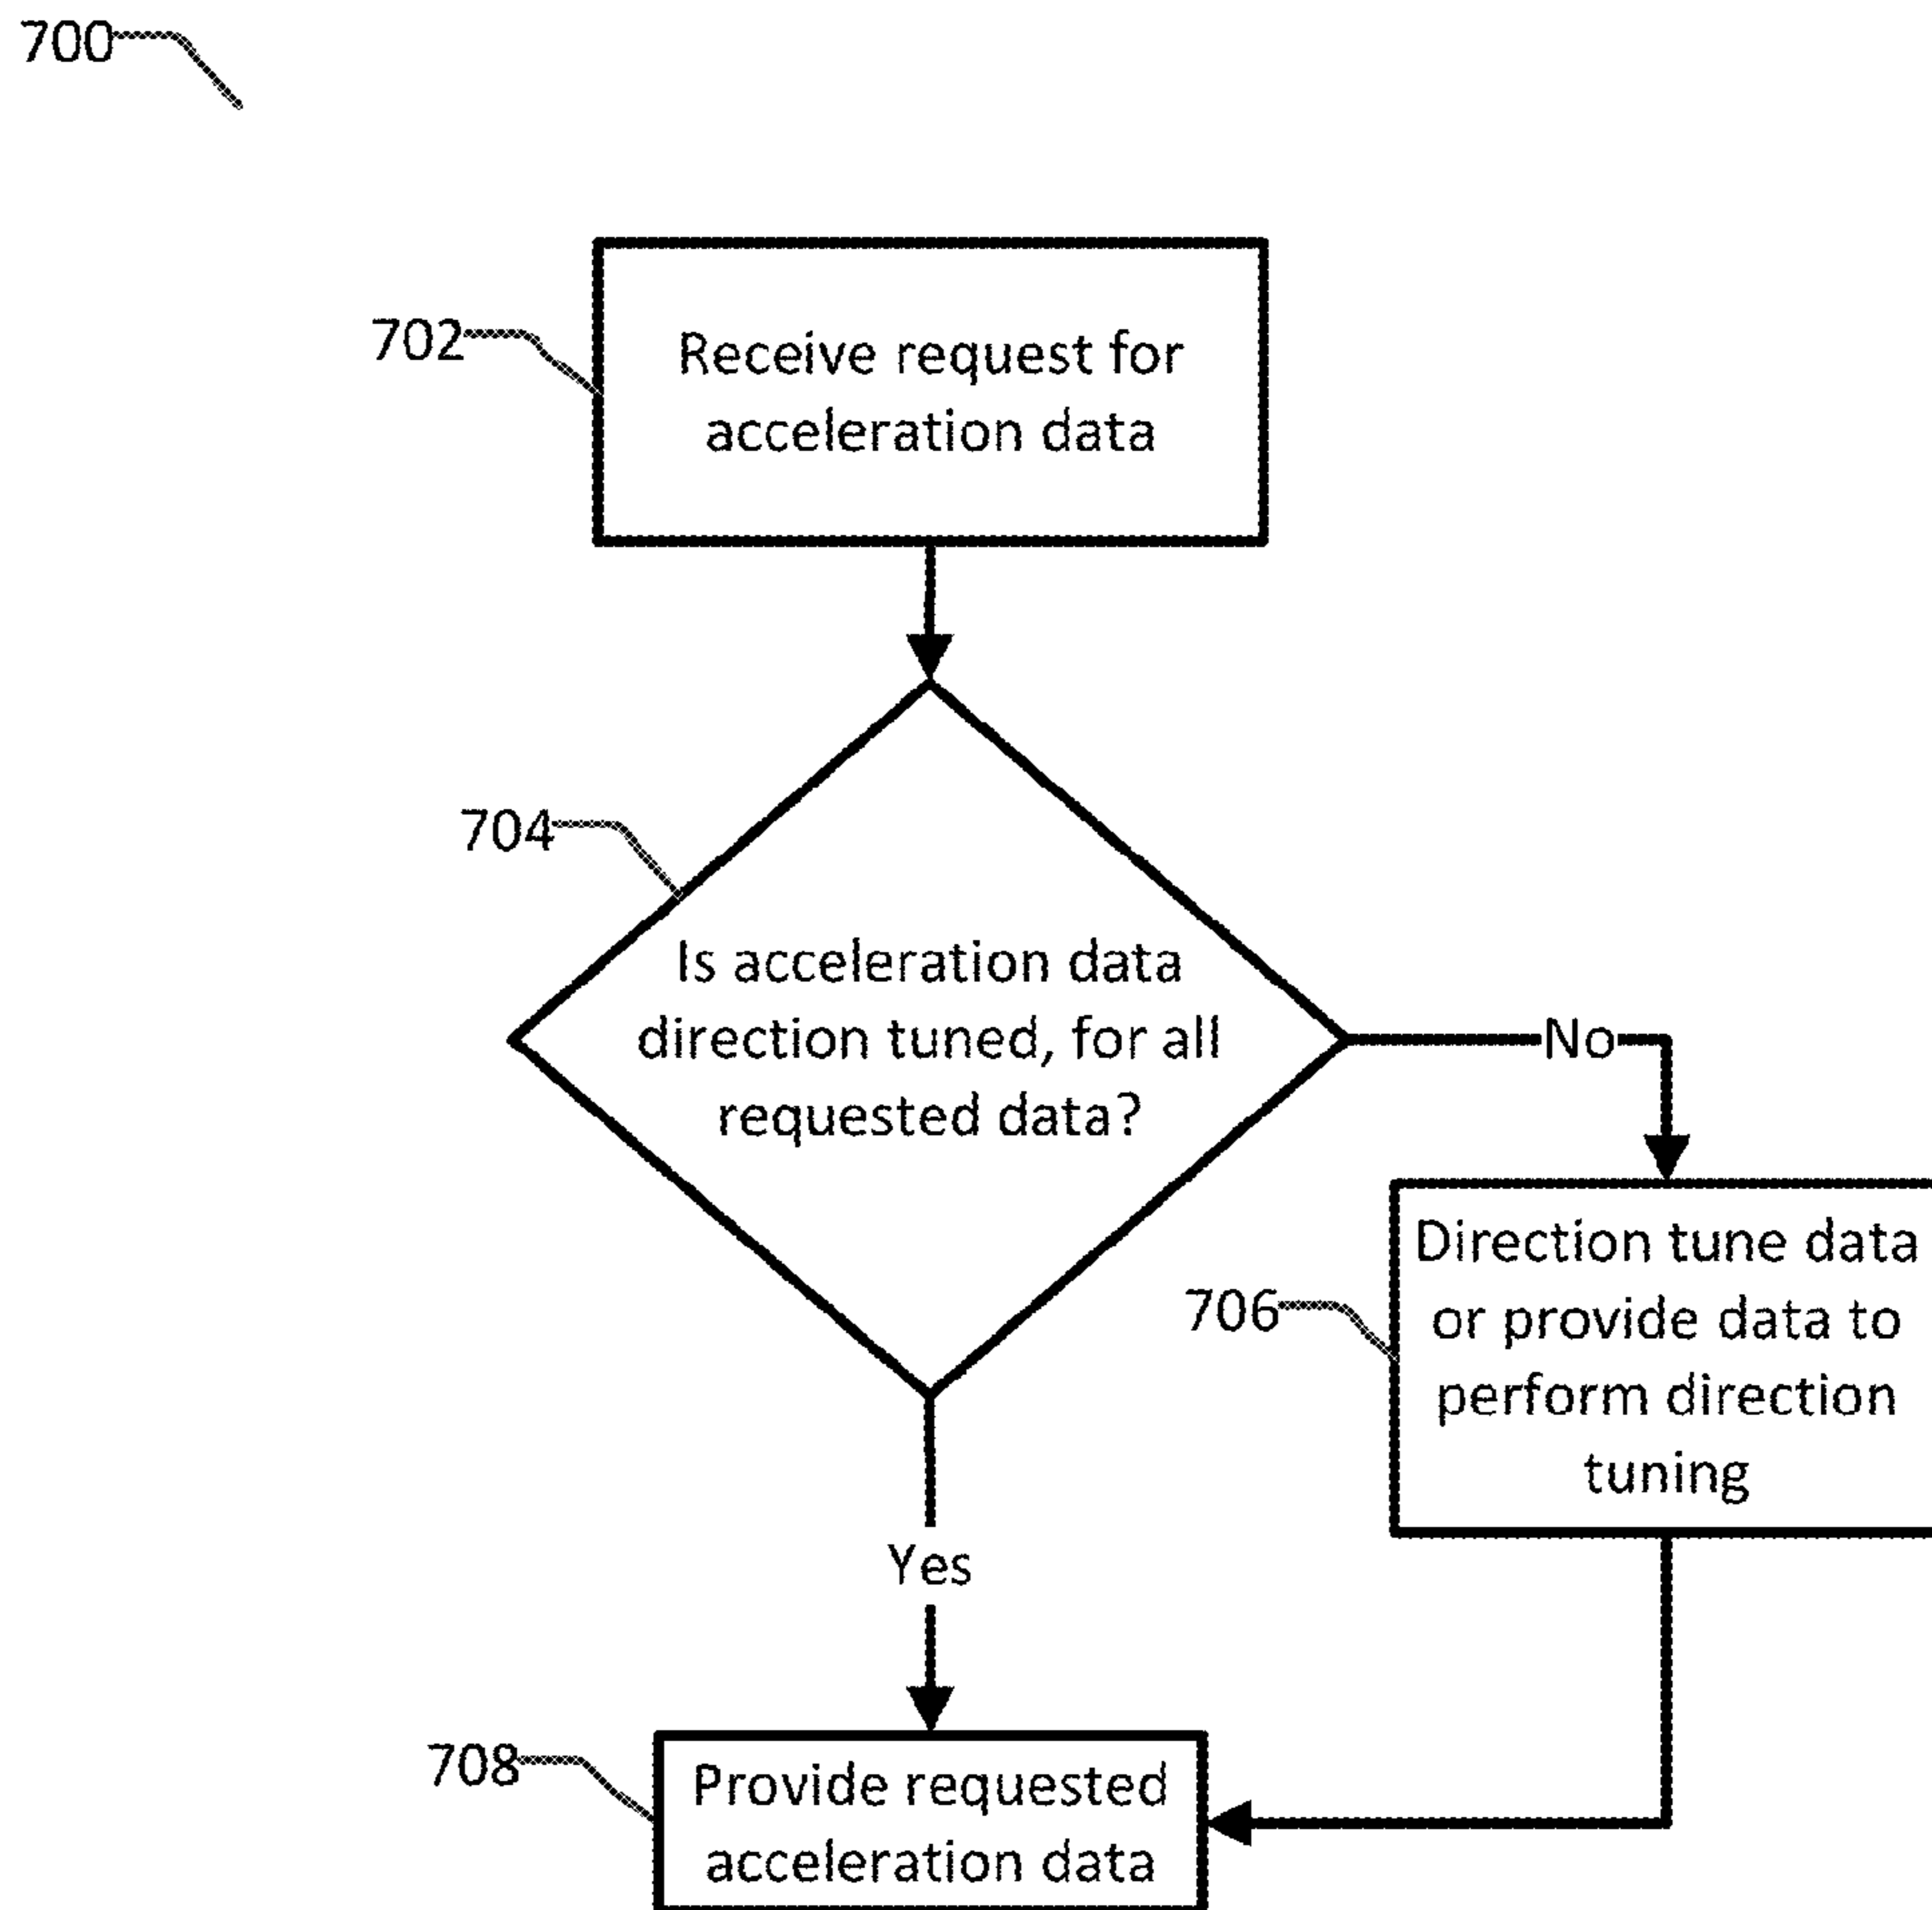 700
702
Receive request for
acceleration data
704
Is acceleration data
direction tuned, for all
requested data?
No
706
Direction tune data
or provide data to
perform direction
tuning
Yes
708
Provide requested
acceleration data